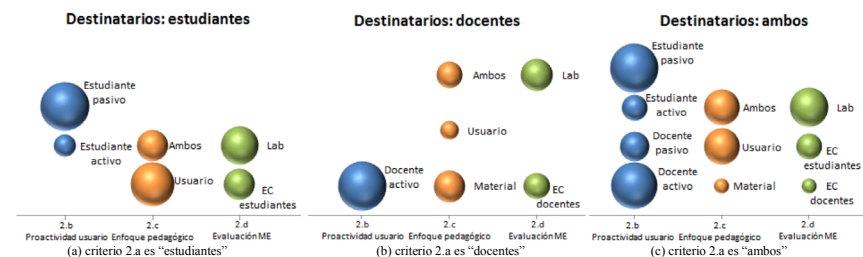 Destinatarios: estudiantes
Estudiante
pasivo
Estudiante
activo
Ambos
Usuario
Lab
EC
estudiantes
2.b
Proactividad usuario
2.c
Enfoque pedagógico
2.d
Evaluación ME
(a) criterio 2.a es “estudiantes”
Destinatarios: docentes
Ambos
Lab
Usuario
Docente
activo
Material
EC
docentes
2.b
Proactividad usuario
2.c
Enfoque pedagógico
2.d
Evaluación ME
(b) criterio 2.a es “docentes”
Destinatarios: ambos
Estudiante
pasivo
Estudiante
activo
Ambos
Lab
Docente
pasivo
Usuario
EC
estudiantes
Docente
activo
Material
EC
docentes
2.b
Proactividad usuario
2.c
Enfoque pedagógico
2.d
Evaluación ME
(c) criterio 2.a es “ambos”